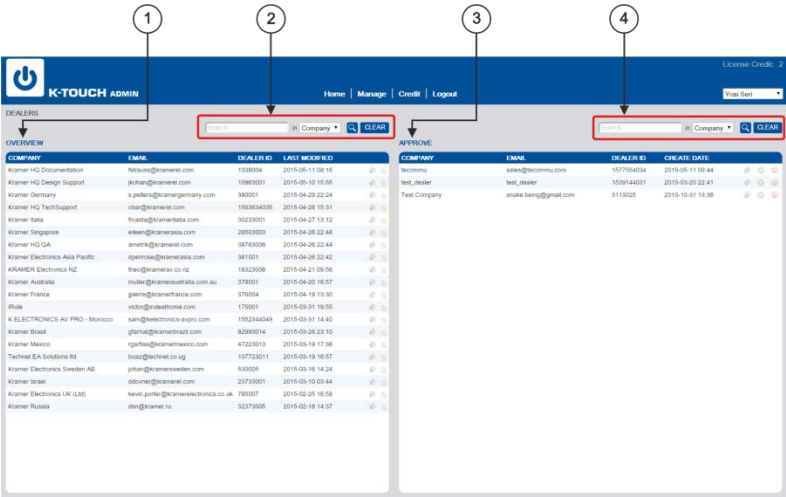 1 2 3 4
License Credit: 2
K-TOUCH ADMIN
Home | Manage | Credit | Logout
Yosi Seri
DEALERS
Search in Company CLEAR
Search in Company CLEAR
OVERVIEW
COMPANY EMAIL DEALER ID LAST MODIFIED
Kramer HQ Documentation fstrauss@kramerel.com 1938004 2015-05-11 08:16
Kramer HQ Design Support jkohan@kramerel.com 10963001 2015-05-10 15:55
Kramer Germany s.petters@kramergermany.com 380001 2015-04-29 22:24
Kramer HQ TechSupport obar@kramerel.com 1563634035 2015-04-28 15:31
Kramer Italia fmaida@krameritalia.com 30233001 2015-04-27 13:12
Kramer Singapore eileen@kramerasia.com 28503003 2015-04-26 22:48
Kramer HQ QA ametrik@kramerel.com 38763006 2015-04-26 22:44
Kramer Electronics Asia Pacific dpenrose@kramerasia.com 381001 2015-04-26 22:42
KRAMER Electronics NZ theo@kramerav.co.nz 18323008 2015-04-21 09:56
Kramer Australia muller@krameraustralia.com.au 378001 2015-04-20 16:57
Kramer France jpierre@kramerfrance.com 376004 2015-04-19 13:30
iRule victor@iruleathome.com 175001 2015-03-31 19:55
K ELECTRONICS AV PRO - Morocco sam@kelectronics-avpro.com 1552344049 2015-03-31 14:40
Kramer Brasil gfartial@kramerbrazil.com 82993014 2015-03-26 23:10
Kramer Mexico rgarflas@kramermexico.com 47223013 2015-03-19 17:36
Technet EA Solutions ltd boaz@technet.co.ug 107723011 2015-03-19 16:57
Kramer Electronics Sweden AB johan@kramersweden.com 530005 2015-03-16 14:24
Kramer Israel ddovner@kramerel.com 23733001 2015-03-10 03:44
Kramer Electronics UK (Ltd) kevin.porter@kramerelectronics.co.uk 785007 2015-02-25 16:58
Kramer Russia dsn@kramer.ru 32373005 2015-02-18 14:37
APPROVE
COMPANY EMAIL DEALER ID CREATE DATE
tecommu sales@tecommu.com 1577554034 2015-05-11 09:44
test_dealer test_dealer 1539144031 2015-03-20 22:41
Test Company snake.being@gmail.com 3113025 2013-10-31 13:36